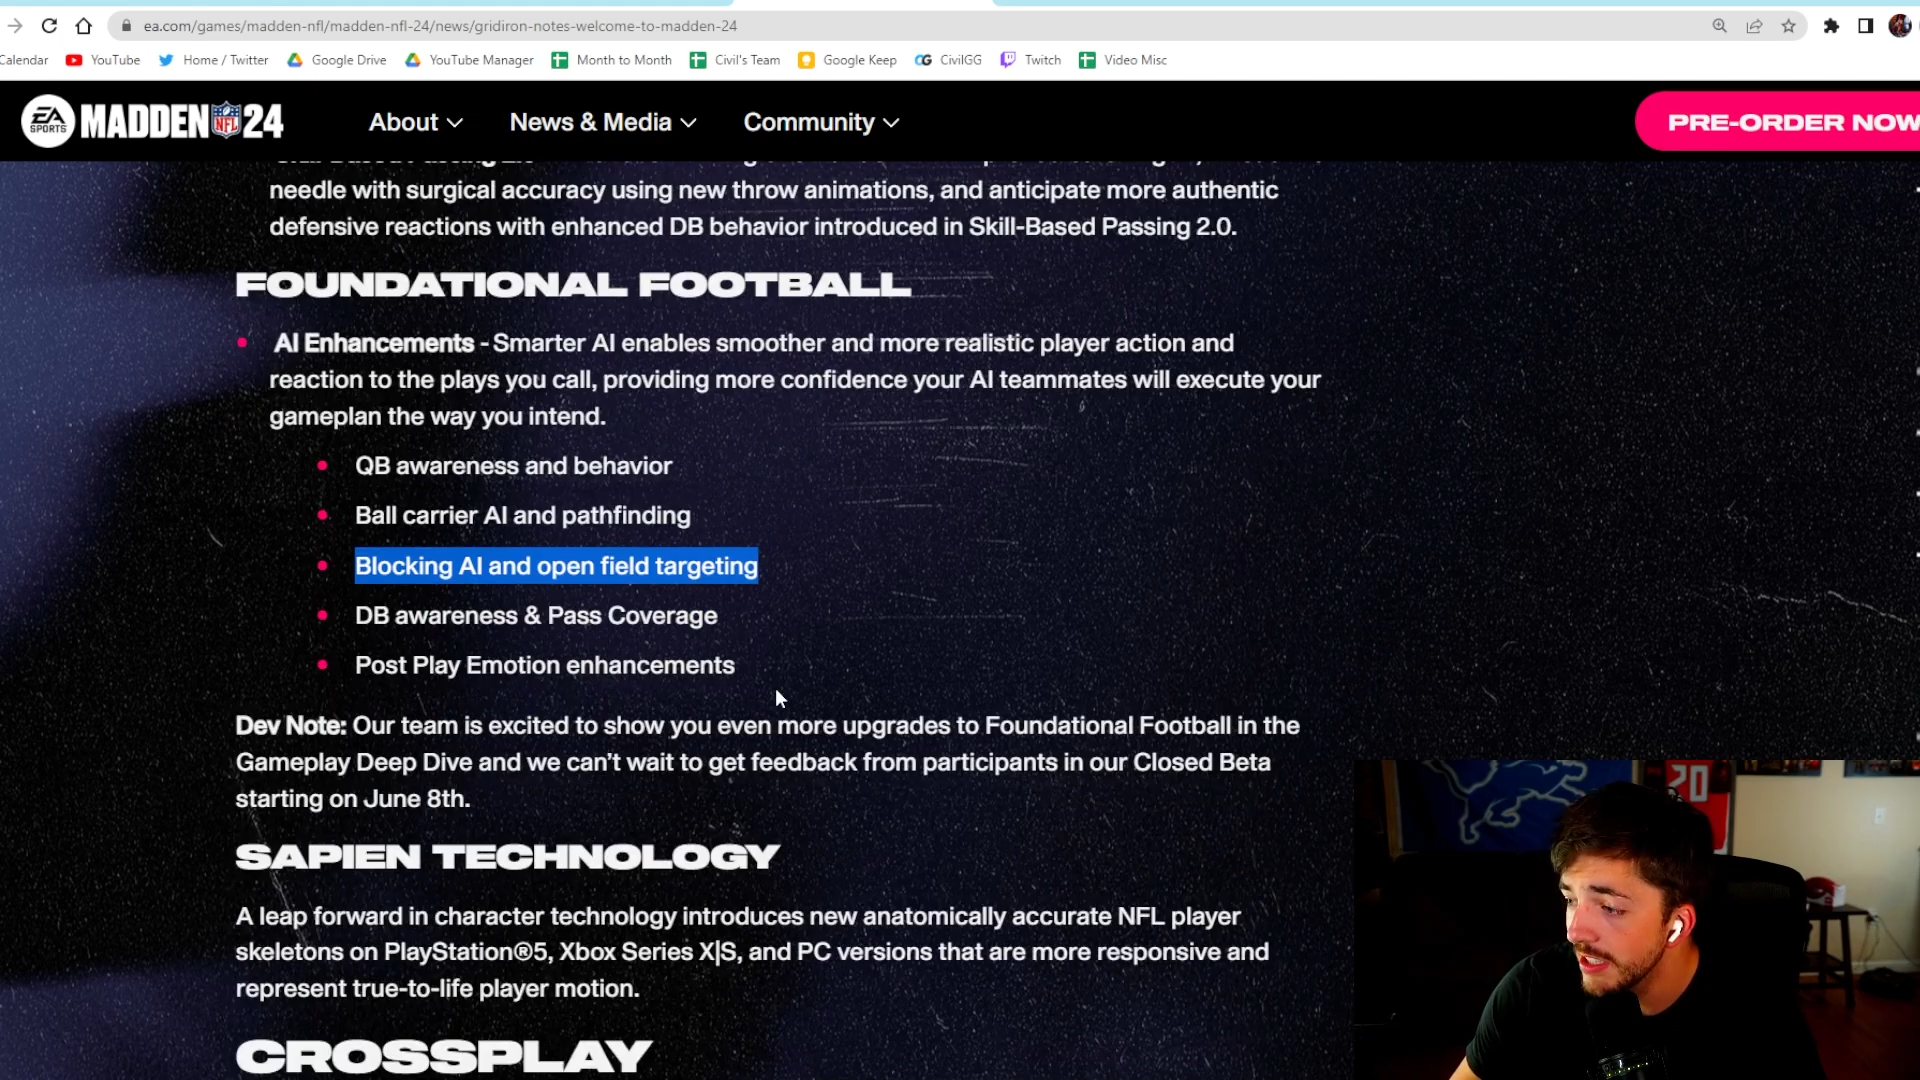 ea.com/games/madden-nfl/madden-nfl-24/news/gridiron-notes-welcome-to-madden-24
Calendar YouTube Home / Twitter Google Drive YouTube Manager Month to Month Civil's Team Google Keep CivilGG Twitch Video Misc
EA SPORTS MADDEN NFL 24 About News & Media Community PRE-ORDER NOW
needle with surgical accuracy using new throw animations, and anticipate more authentic
defensive reactions with enhanced DB behavior introduced in Skill-Based Passing 2.0.
FOUNDATIONAL FOOTBALL
AI Enhancements - Smarter AI enables smoother and more realistic player action and
reaction to the plays you call, providing more confidence your AI teammates will execute your
gameplan the way you intend.
QB awareness and behavior
Ball carrier AI and pathfinding
Blocking AI and open field targeting
DB awareness & Pass Coverage
Post Play Emotion enhancements
Dev Note: Our team is excited to show you even more upgrades to Foundational Football in the
Gameplay Deep Dive and we can’t wait to get feedback from participants in our Closed Beta
starting on June 8th.
SAPIEN TECHNOLOGY
A leap forward in character technology introduces new anatomically accurate NFL player
skeletons on PlayStation®5, Xbox Series X|S, and PC versions that are more responsive and
represent true-to-life player motion.
CROSSPLAY
20